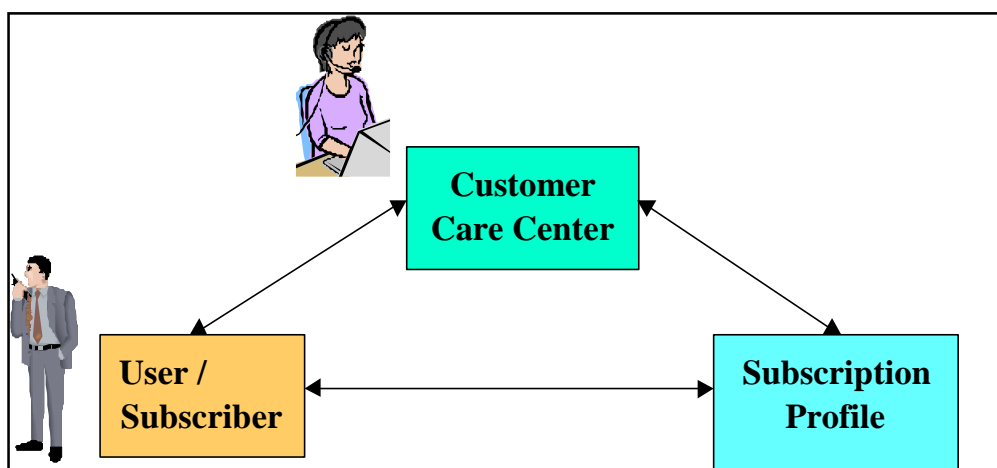 Customer
Care Center
User /
Subscriber
Subscription
Profile